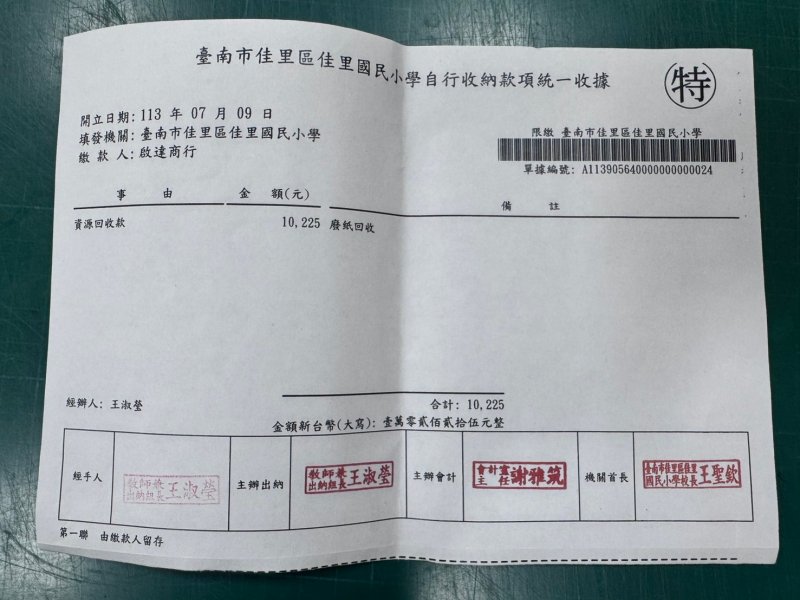 臺南市佳里區佳里國民小學自行收納款項統一收據
特
開立日期: 113 年 07 月 09 日
填發機關: 臺南市佳里區佳里國民小學
繳 款 人: 啟達商行
限繳 臺南市佳里區佳里國民小學
單據編號: A113905640000000000024
事 由 金 額(元) 備 註
資源回收款 10,225 廢紙回收
經辦人: 王淑瑩 合計: 10,225
金額新台幣(大寫): 壹萬零貳佰貳拾伍元整
經手人 教師兼出納組長 王淑瑩 主辦出納 教師兼出納組長 王淑瑩 主辦會計 會計室主任 謝雅筑 機關首長 臺南市佳里區佳里國民小學校長 王聖欽
第一聯 由繳款人留存